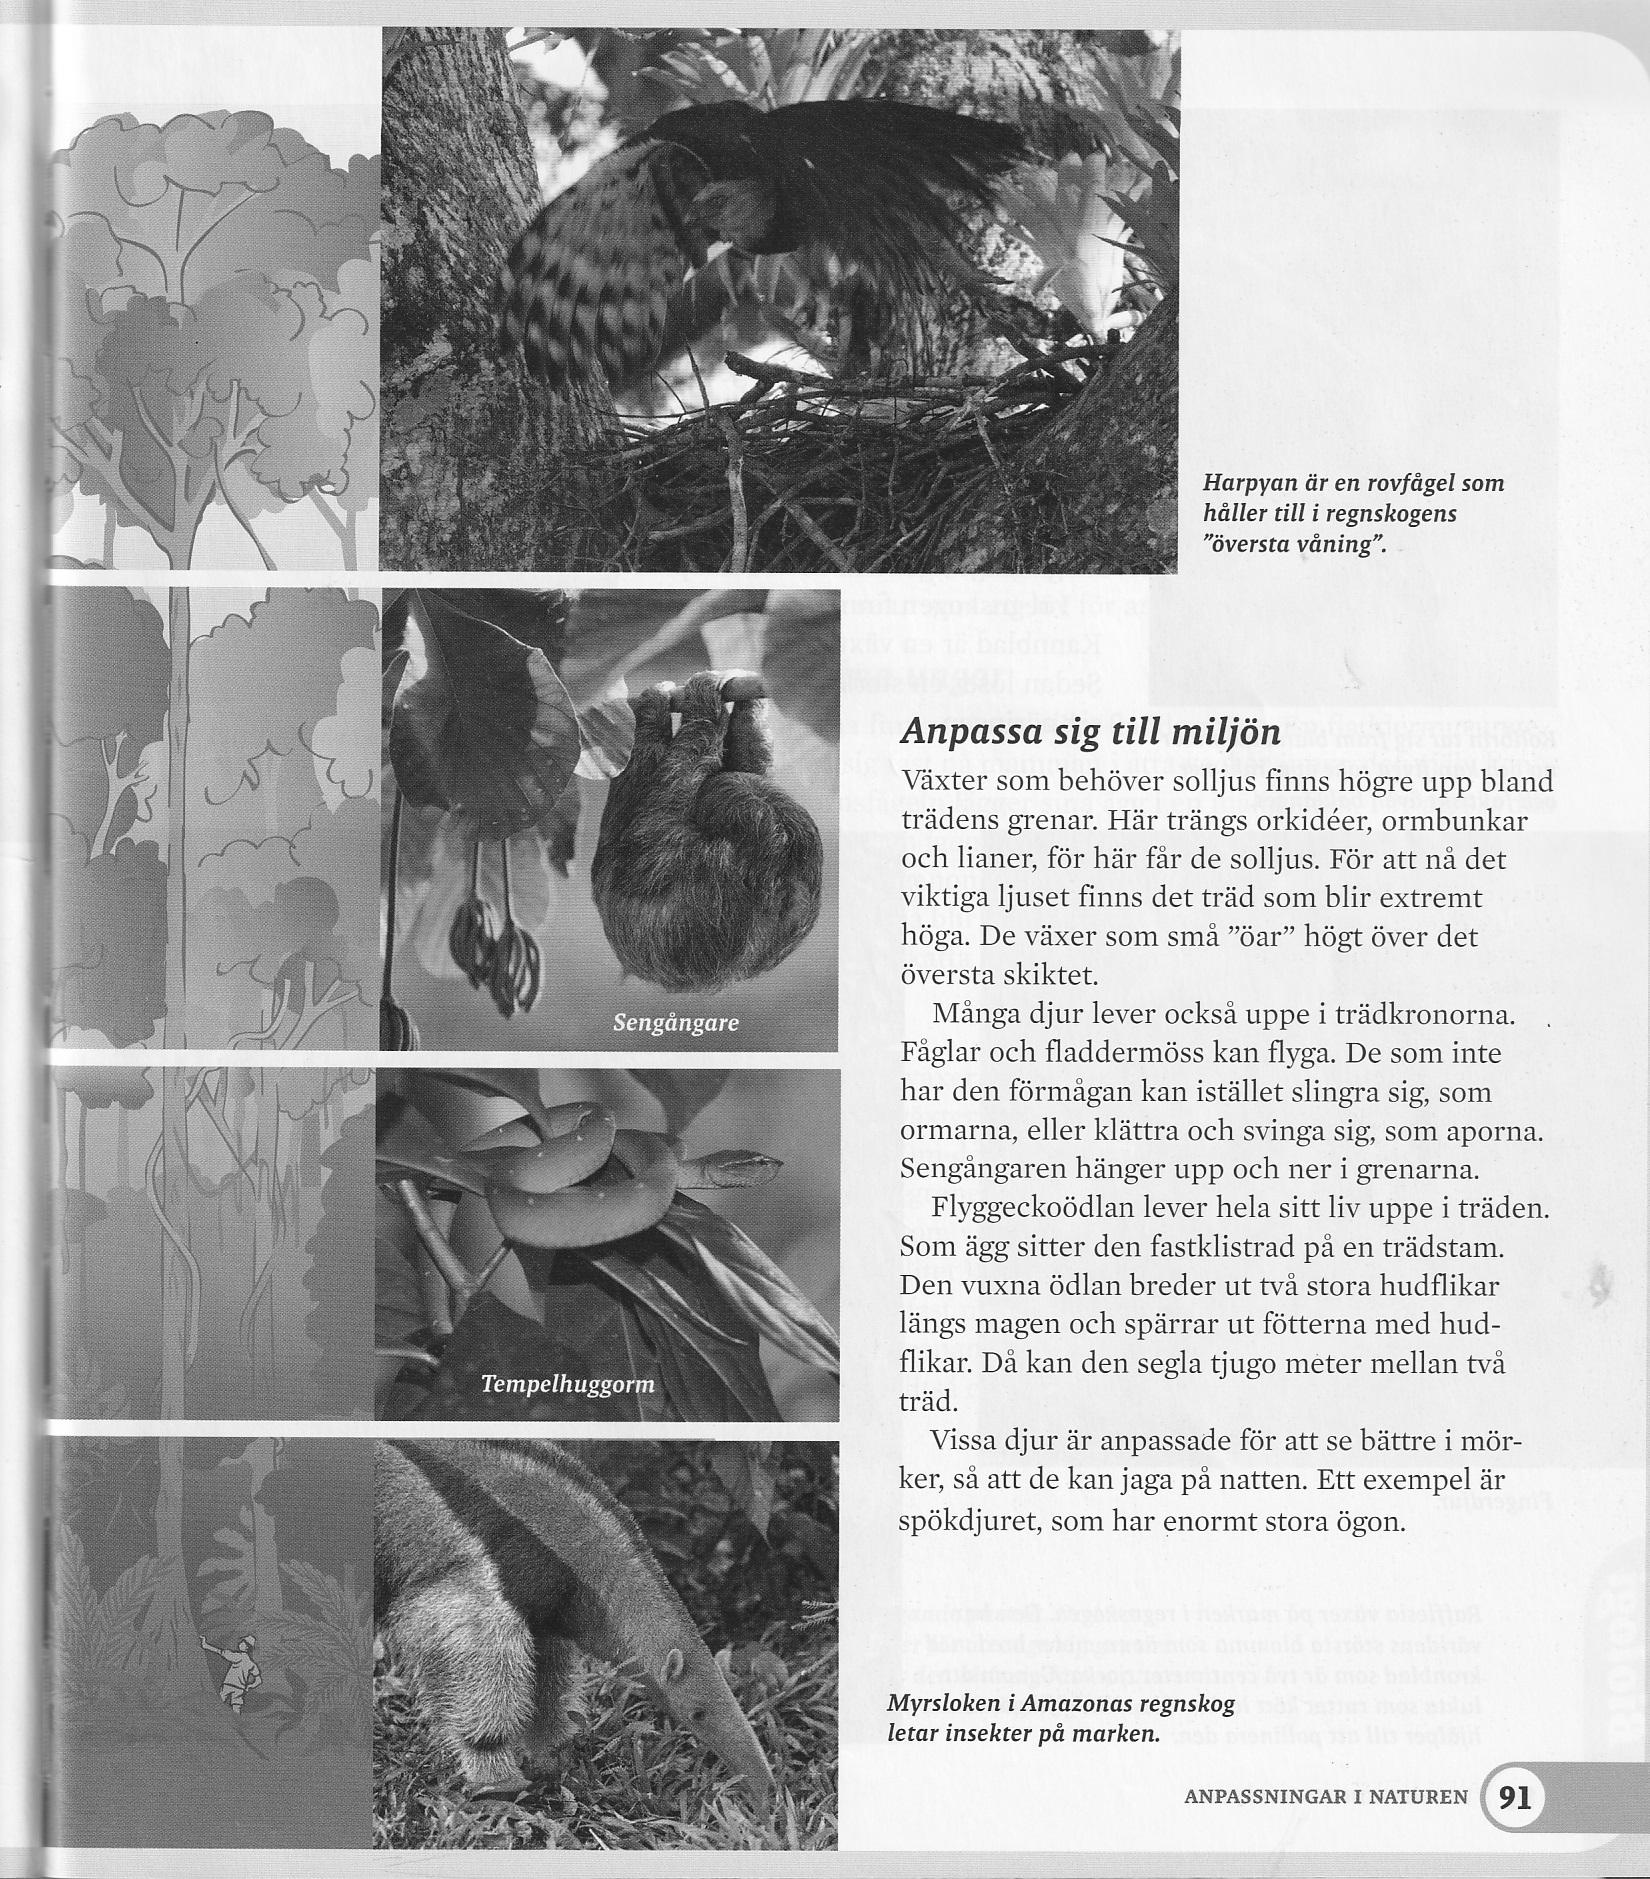 Harpyan är en rovfågel som
håller till i regnskogens
”översta våning”.
Sengångare
Anpassa sig till miljön
Växter som behöver solljus finns högre upp bland
trädens grenar. Här trängs orkidéer, ormbunkar
och lianer, för här får de solljus. För att nå det
viktiga ljuset finns det träd som blir extremt
höga. De växer som små ”öar” högt över det
översta skiktet.
Många djur lever också uppe i trädkronorna.
Fåglar och fladdermöss kan flyga. De som inte
har den förmågan kan istället slingra sig, som
ormarna, eller klättra och svinga sig, som aporna.
Sengångaren hänger upp och ner i grenarna.
Flyggeckoödlan lever hela sitt liv uppe i träden.
Som ägg sitter den fastklistrad på en trädstam.
Den vuxna ödlan breder ut två stora hudflikar
längs magen och spärrar ut fötterna med hud-
flikar. Då kan den segla tjugo meter mellan två
träd.
Vissa djur är anpassade för att se bättre i mör-
ker, så att de kan jaga på natten. Ett exempel är
spökdjuret, som har enormt stora ögon.
Tempelhuggorm
Myrsloken i Amazonas regnskog
letar insekter på marken.
ANPASSNINGAR I NATUREN 91